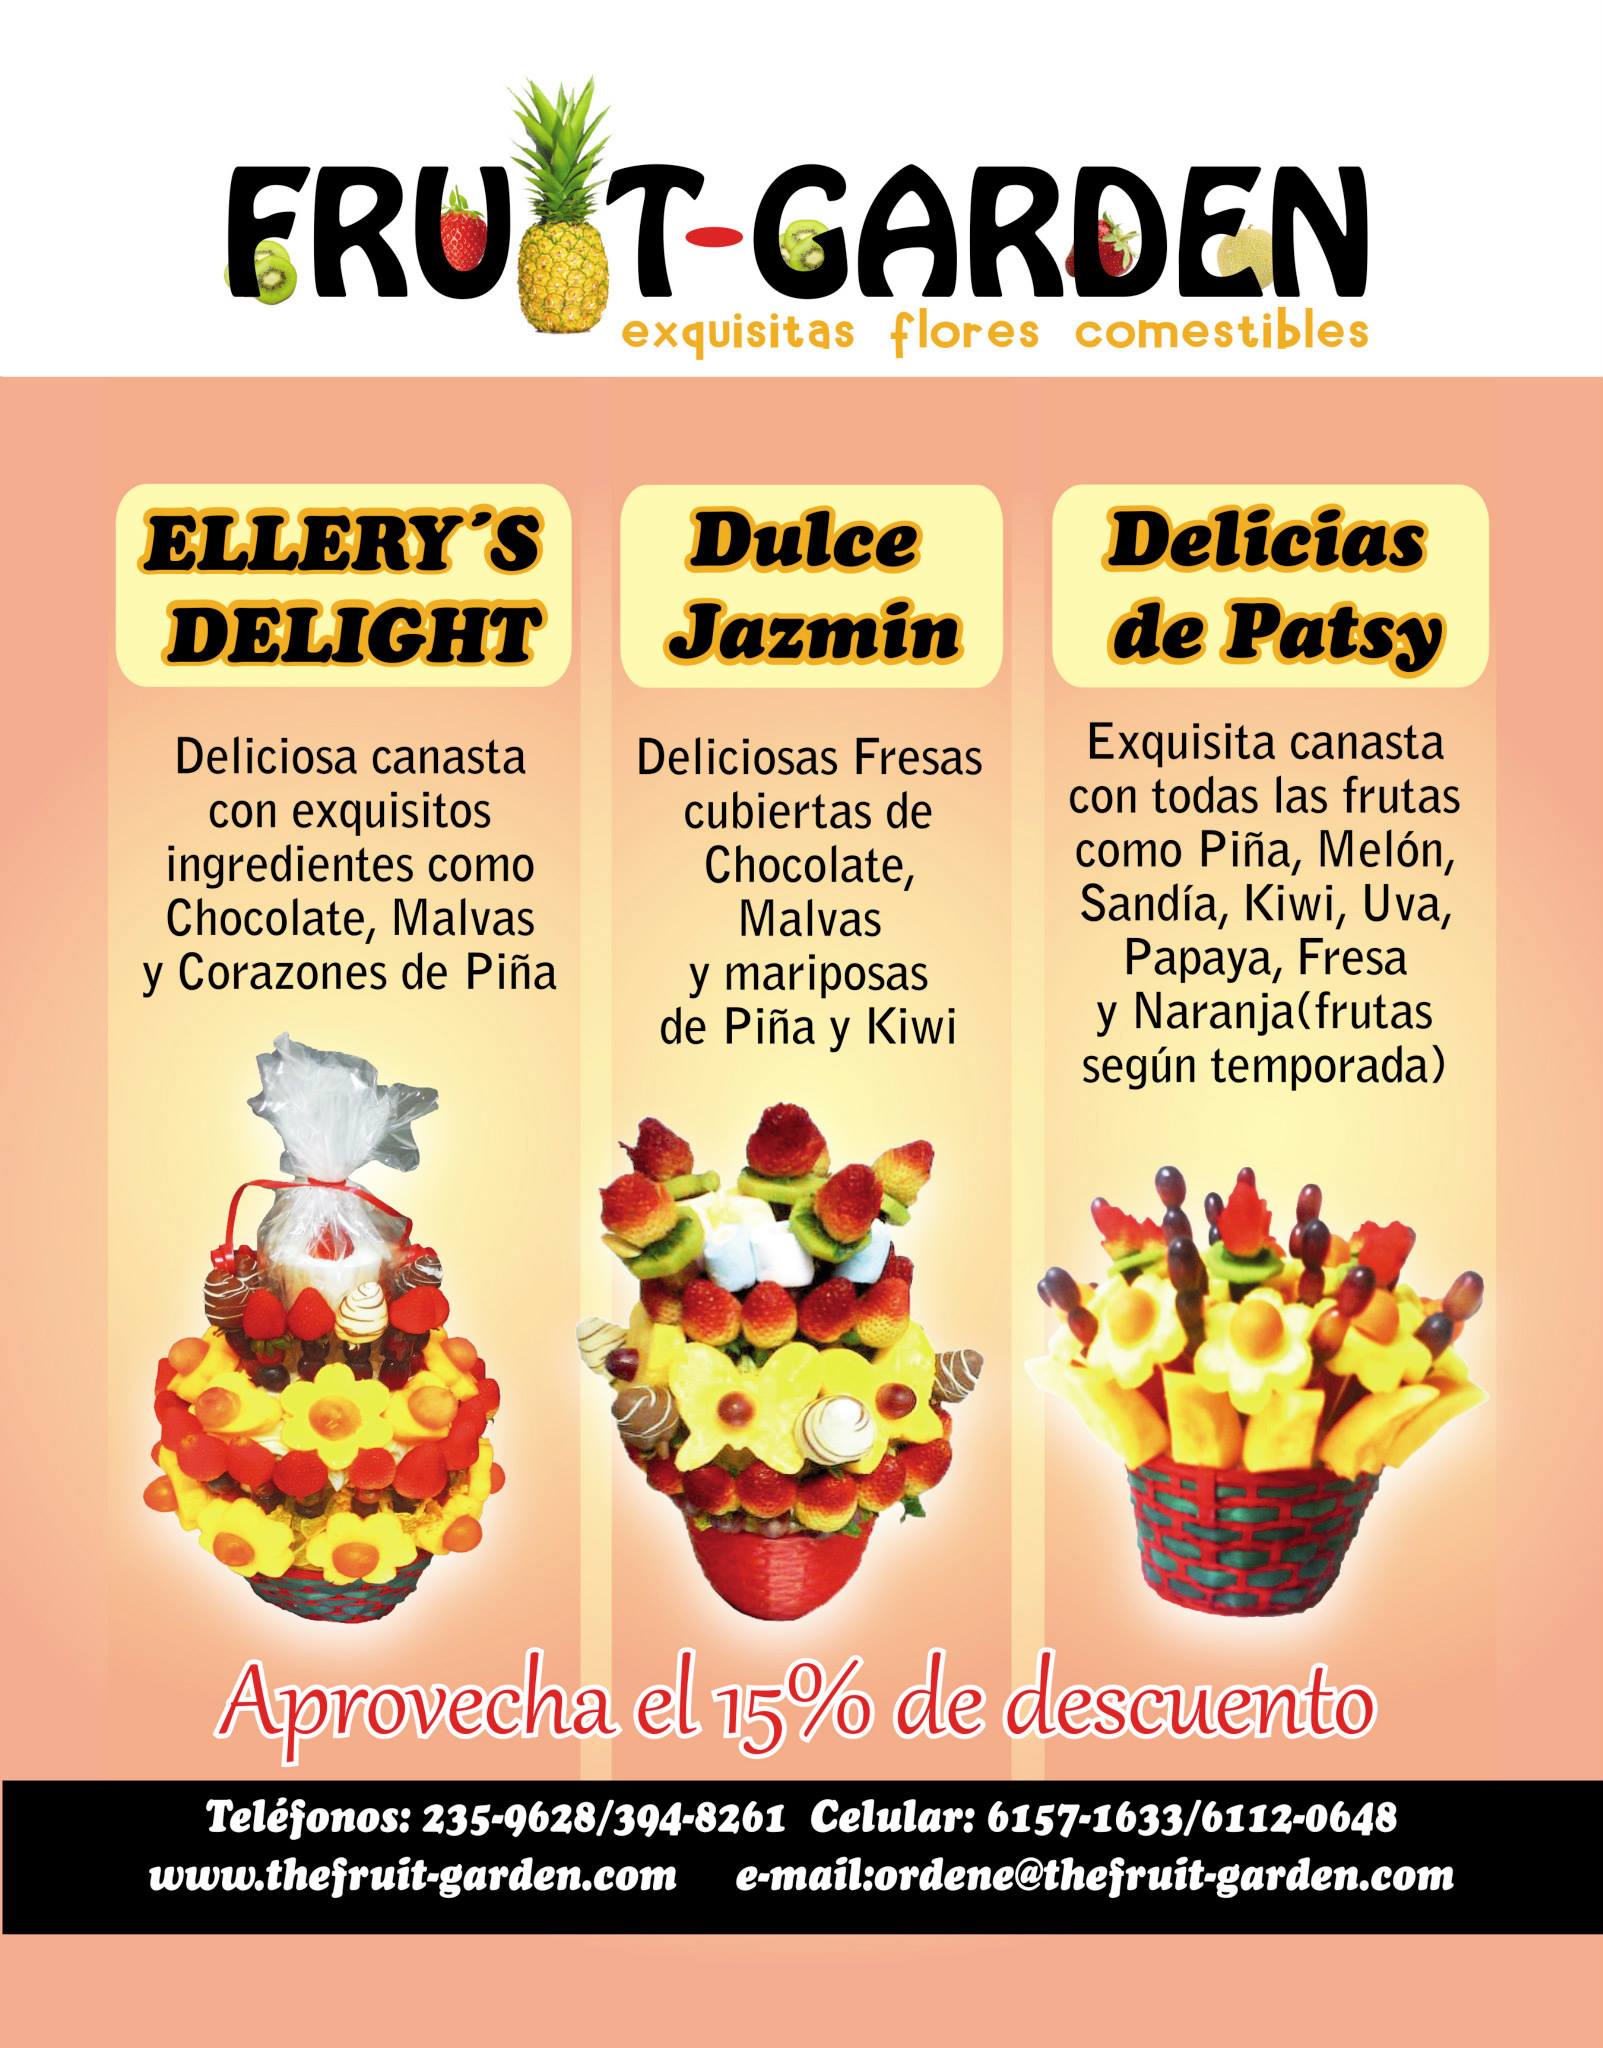 FRUIT-GARDEN
exquisitas flores comestibles
ELLERY´S
DELIGHT
Deliciosa canasta
con exquisitos
ingredientes como
Chocolate, Malvas
y Corazones de Piña
Dulce
Jazmin
Deliciosas Fresas
cubiertas de
Chocolate,
Malvas
y mariposas
de Piña y Kiwi
Delicias
de Patsy
Exquisita canasta
con todas las frutas
como Piña, Melón,
Sandía, Kiwi, Uva,
Papaya, Fresa
y Naranja(frutas
según temporada)
Aprovecha el 15% de descuento
Teléfonos: 235-9628/394-8261 Celular: 6157-1633/6112-0648
www.thefruit-garden.com e-mail:ordene@thefruit-garden.com